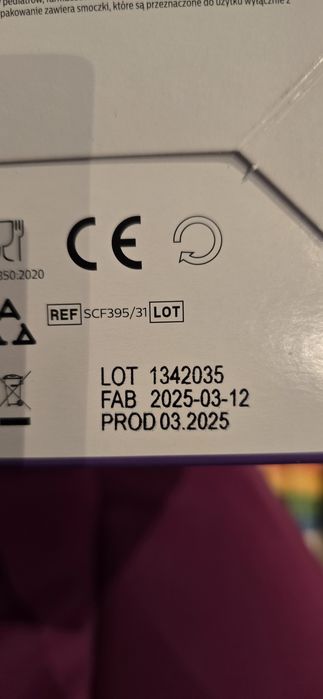 pakowanie zawiera smoczki, które są przeznaczone do użytku wyłącznie z
CE
350:2020
REF SCF395/31 LOT
LOT 1342035
FAB 2025-03-12
PROD 03.2025